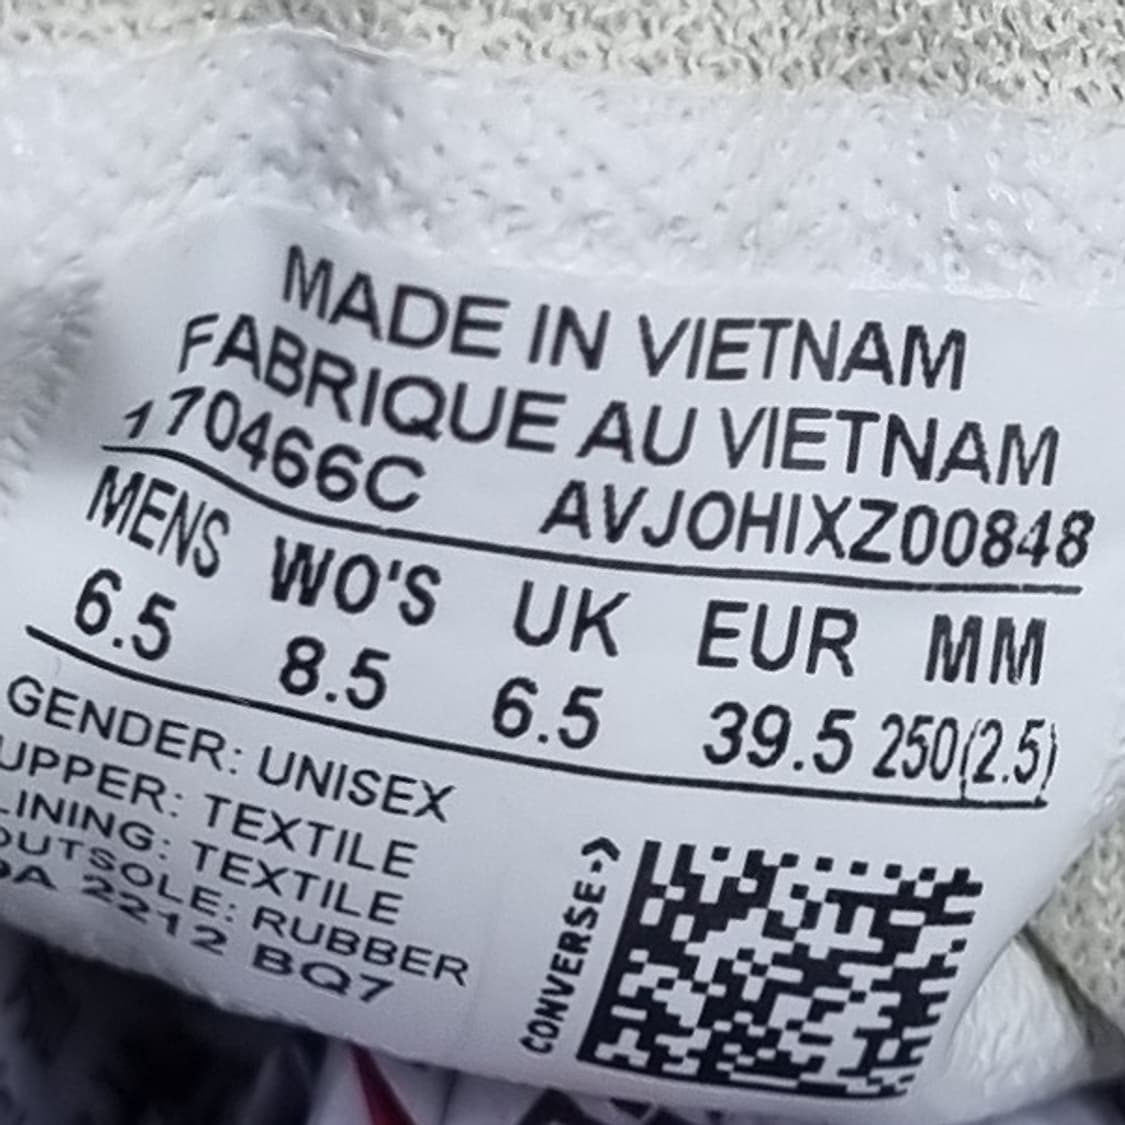 MADE IN VIETNAM
FABRIQUE AU VIETNAM
170466C AVJOHIXZ00848
MENS WO'S UK EUR MM
6.5 8.5 6.5 39.5 250(2.5)
GENDER: UNISEX
UPPER: TEXTILE
LINING: TEXTILE
OUTSOLE: RUBBER
2212 BQ7
CONVERSE